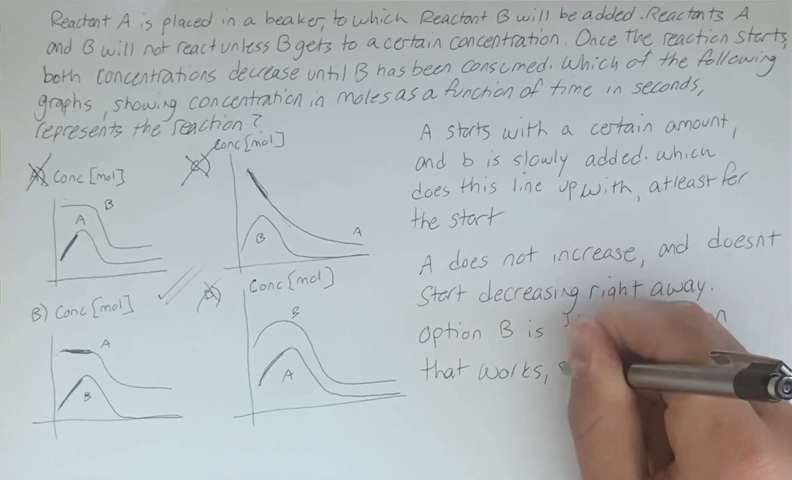 Reactant A is placed in a beaker, to which Reactant B will be added. Reactants A
and B will not react unless B gets to a certain concentration. Once the reaction starts,
both concentrations decrease until B has been consumed. Which of the following
graphs, showing concentration in moles as a function of time in seconds,
represents the reaction?
A starts with a certain amount,
and b is slowly added. which
does this line up with, atleast for
the start
A does not increase, and doesnt
start decreasing right away.
option B is
that works,
A) Conc [mol]
B
A
Conc [mol]
A
B
B) Conc [mol]
A
B
Conc [mol]
B
A